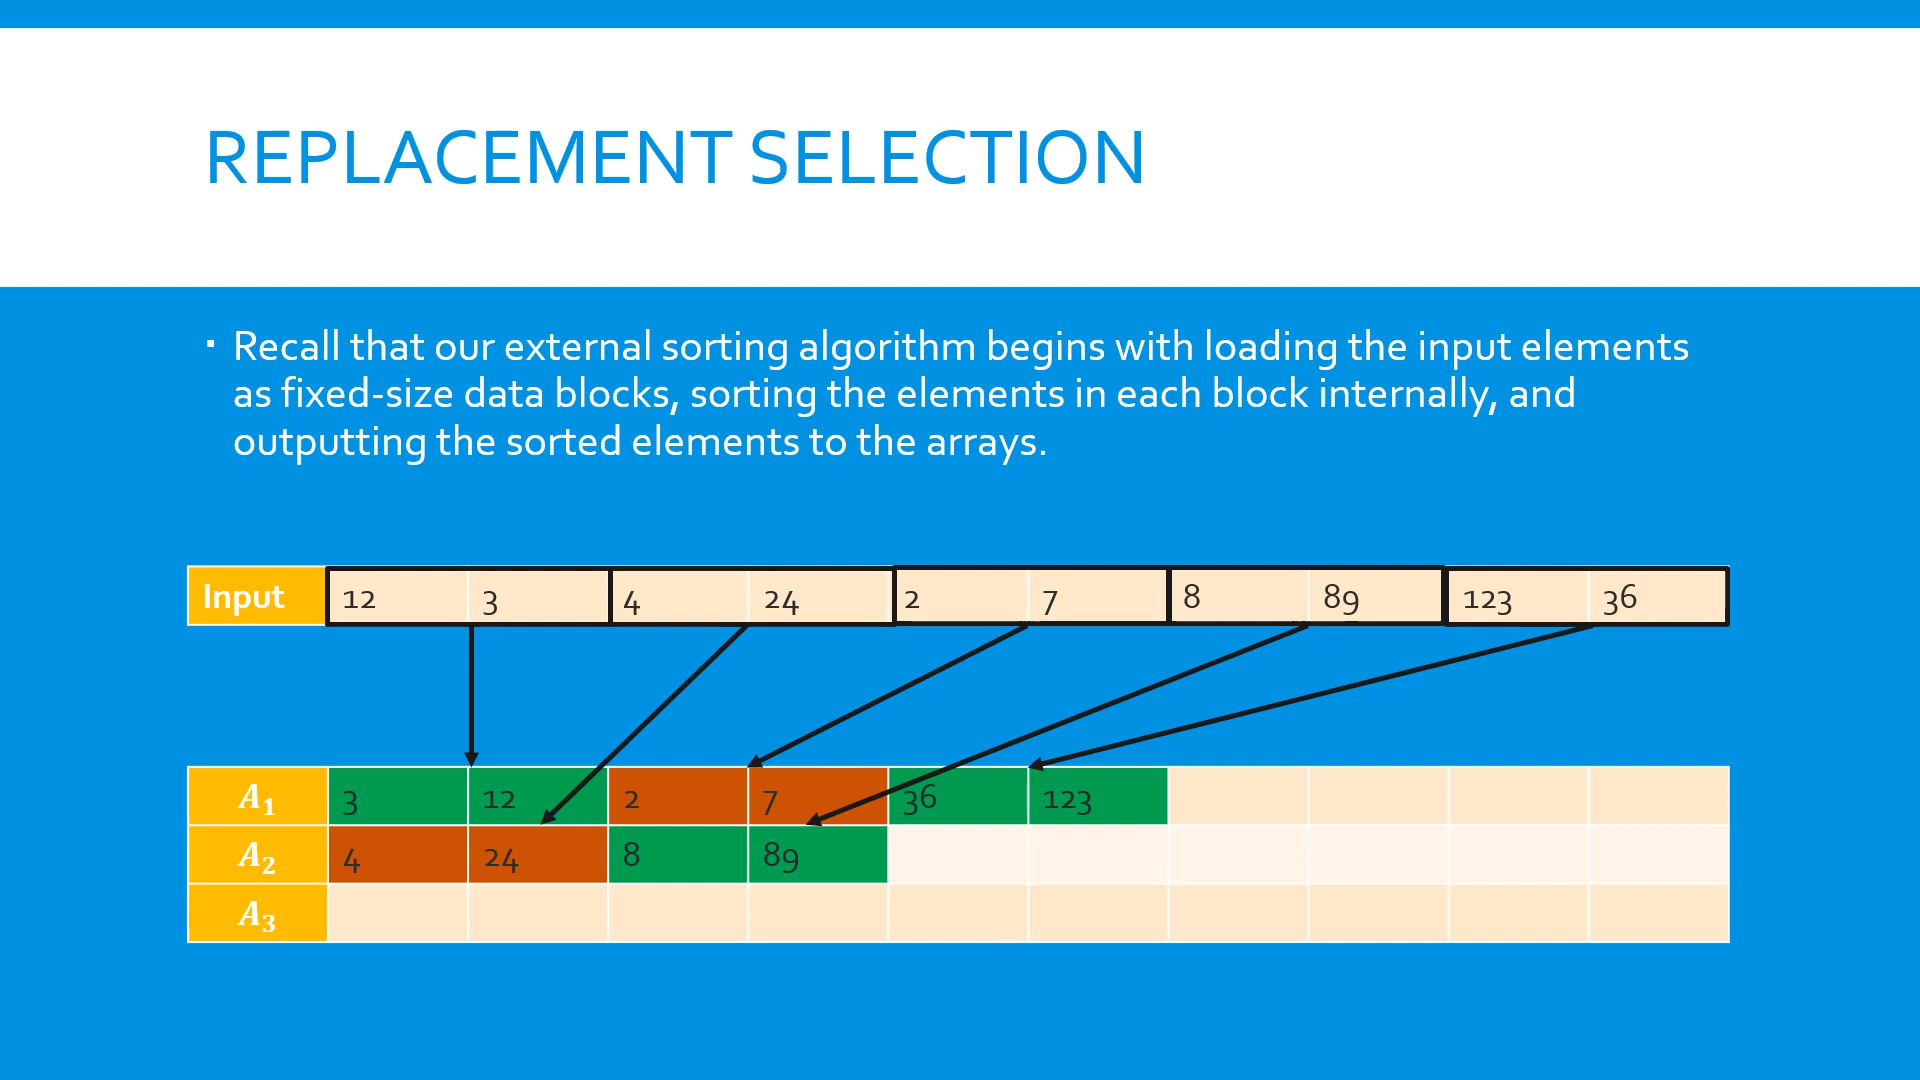 REPLACEMENT SELECTION
▪ Recall that our external sorting algorithm begins with loading the input elements
as fixed-size data blocks, sorting the elements in each block internally, and
outputting the sorted elements to the arrays.
Input 12 3 4 24 2 7 8 89 123 36
A₁ 3 12 2 7 36 123
A₂ 4 24 8 89
A₃